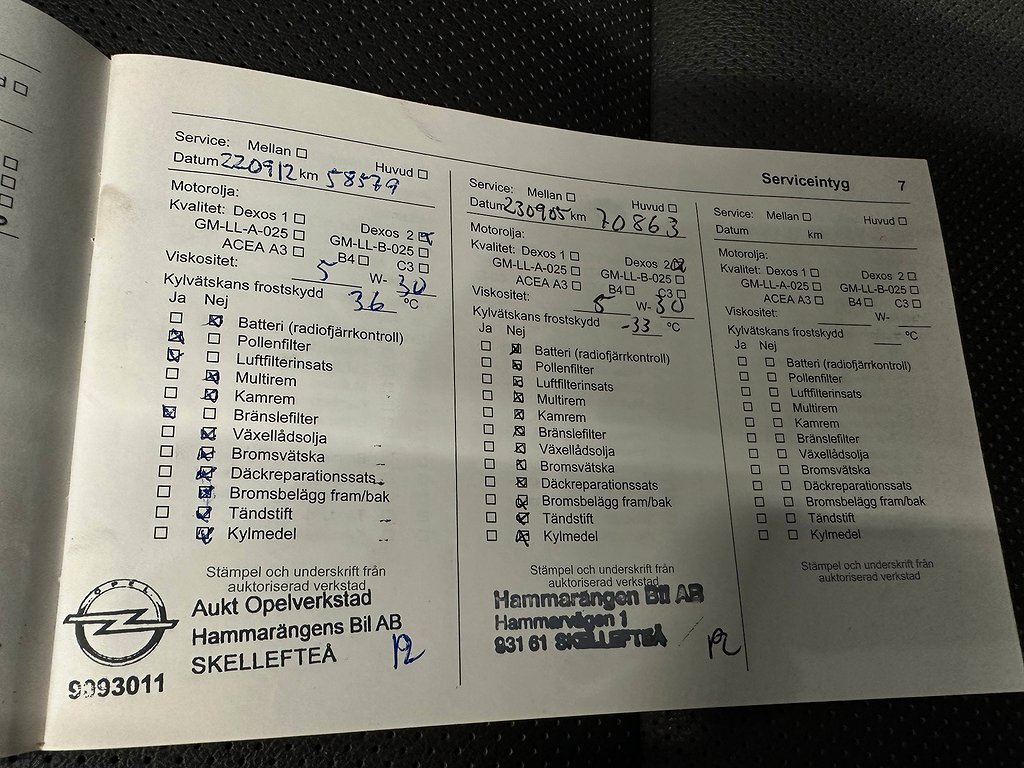 Serviceintyg 7
Service: Mellan Huvud
Datum 220912 km 58579
Motorolja:
Kvalitet: Dexos 1 Dexos 2
GM-LL-A-025 GM-LL-B-025
ACEA A3 B4 C3
Viskositet: 5 W- 30
Kylvätskans frostskydd 36 °C
Ja Nej
Batteri (radiofjärrkontroll)
Pollenfilter
Luftfilterinsats
Multirem
Kamrem
Bränslefilter
Växellådsolja
Bromsvätska
Däckreparationssats
Bromsbelägg fram/bak
Tändstift
Kylmedel
Stämpel och underskrift från
auktoriserad verkstad
OPEL
Aukt Opelverkstad
Hammarängens Bil AB
SKELLEFTEÅ
9093011
Service: Mellan Huvud
Datum 230905 km 70863
Motorolja:
Kvalitet: Dexos 1 Dexos 2
GM-LL-A-025 GM-LL-B-025
ACEA A3 B4 C3
Viskositet: 5 W- 30
Kylvätskans frostskydd -33 °C
Ja Nej
Batteri (radiofjärrkontroll)
Pollenfilter
Luftfilterinsats
Multirem
Kamrem
Bränslefilter
Växellådsolja
Bromsvätska
Däckreparationssats
Bromsbelägg fram/bak
Tändstift
Kylmedel
Stämpel och underskrift från
auktoriserad verkstad
Hammarängen Bil AB
Hammarvägen 1
931 61 SKELLEFTEÅ
Service: Mellan Huvud
Datum km
Motorolja:
Kvalitet: Dexos 1 Dexos 2
GM-LL-A-025 GM-LL-B-025
ACEA A3 B4 C3
Viskositet: W-
Kylvätskans frostskydd °C
Ja Nej
Batteri (radiofjärrkontroll)
Pollenfilter
Luftfilterinsats
Multirem
Kamrem
Bränslefilter
Växellådsolja
Bromsvätska
Däckreparationssats
Bromsbelägg fram/bak
Tändstift
Kylmedel
Stämpel och underskrift från
auktoriserad verkstad